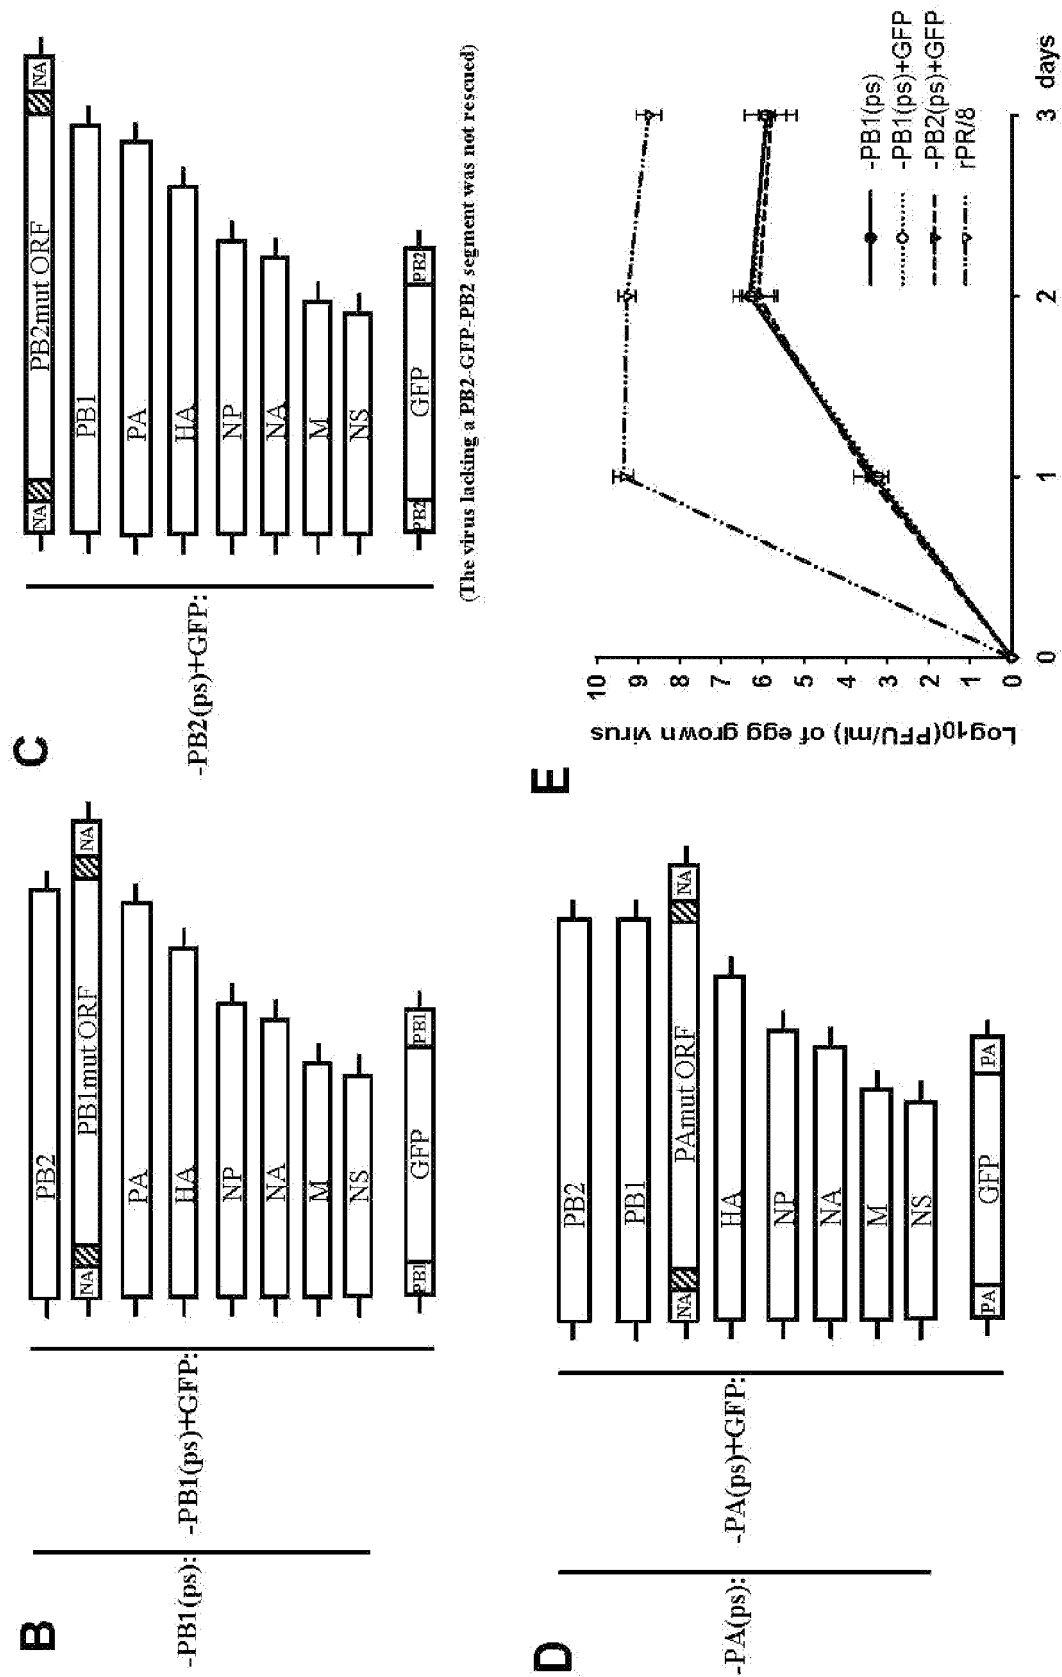 B
-PB1(ps):
-PB1(ps)+GFP:
PB2
NA
PB1mut ORF
NA
PA
HA
NP
NA
M
NS
PB1
GFP
PB1
C
-PB2(ps)+GFP:
NA
PB2mut ORF
NA
PB1
PA
HA
NP
NA
M
NS
PB2
GFP
PB2
(The virus lacking a PB2-GFP-PB2 segment was not rescued)
D
-PA(ps):
-PA(ps)+GFP:
PB2
PB1
NA
PAmut ORF
NA
HA
NP
NA
M
NS
PA
GFP
PA
E
Log10(PFU/ml) of egg grown virus
10
9
8
7
6
5
4
3
2
1
0
0
1
2
3
days
-PB1(ps)
-PB1(ps)+GFP
-PB2(ps)+GFP
rPR/8